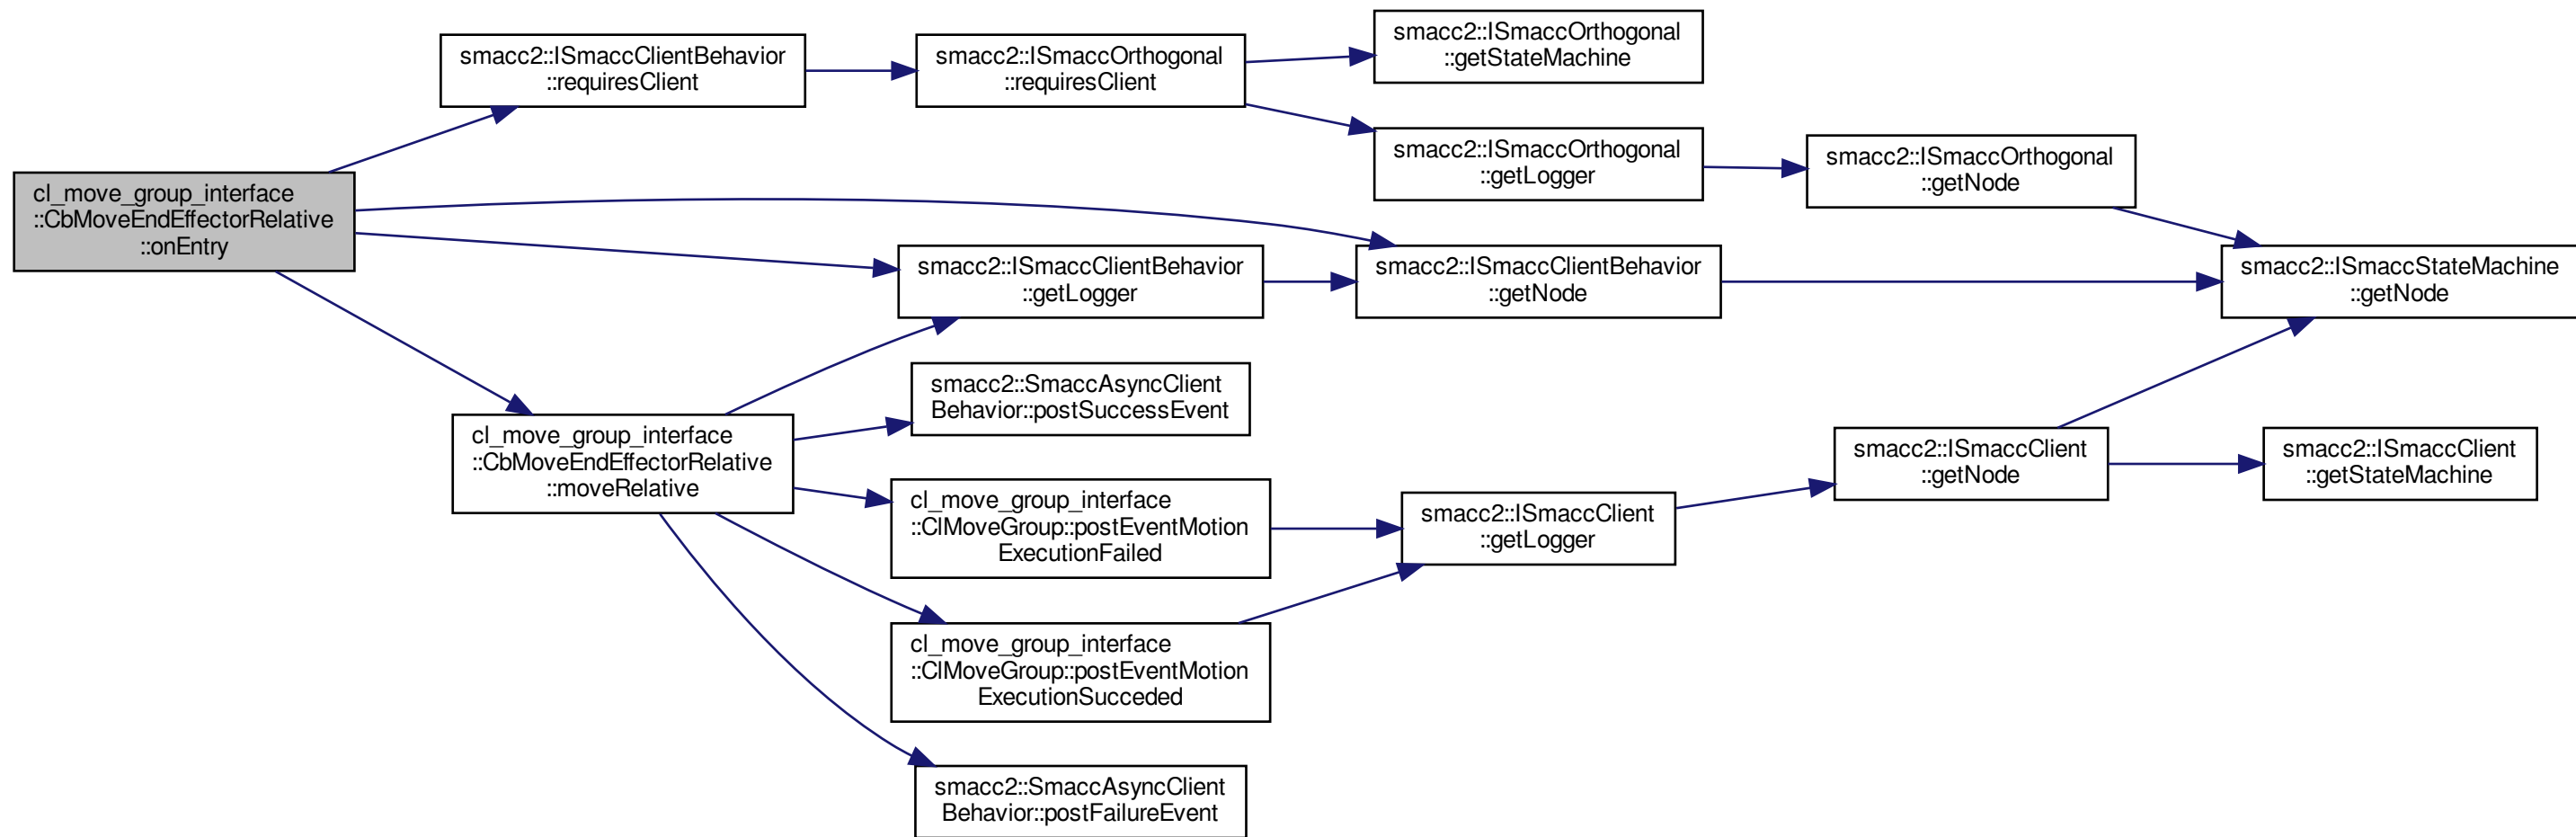 cl_move_group_interface
::CbMoveEndEffectorRelative
::onEntry
smacc2::ISmaccClientBehavior
::requiresClient
smacc2::ISmaccOrthogonal
::requiresClient
smacc2::ISmaccOrthogonal
::getStateMachine
smacc2::ISmaccOrthogonal
::getLogger
smacc2::ISmaccOrthogonal
::getNode
smacc2::ISmaccClientBehavior
::getLogger
smacc2::ISmaccClientBehavior
::getNode
smacc2::ISmaccStateMachine
::getNode
cl_move_group_interface
::CbMoveEndEffectorRelative
::moveRelative
smacc2::SmaccAsyncClient
Behavior::postSuccessEvent
cl_move_group_interface
::ClMoveGroup::postEventMotion
ExecutionFailed
smacc2::ISmaccClient
::getLogger
smacc2::ISmaccClient
::getNode
smacc2::ISmaccClient
::getStateMachine
cl_move_group_interface
::ClMoveGroup::postEventMotion
ExecutionSucceded
smacc2::SmaccAsyncClient
Behavior::postFailureEvent